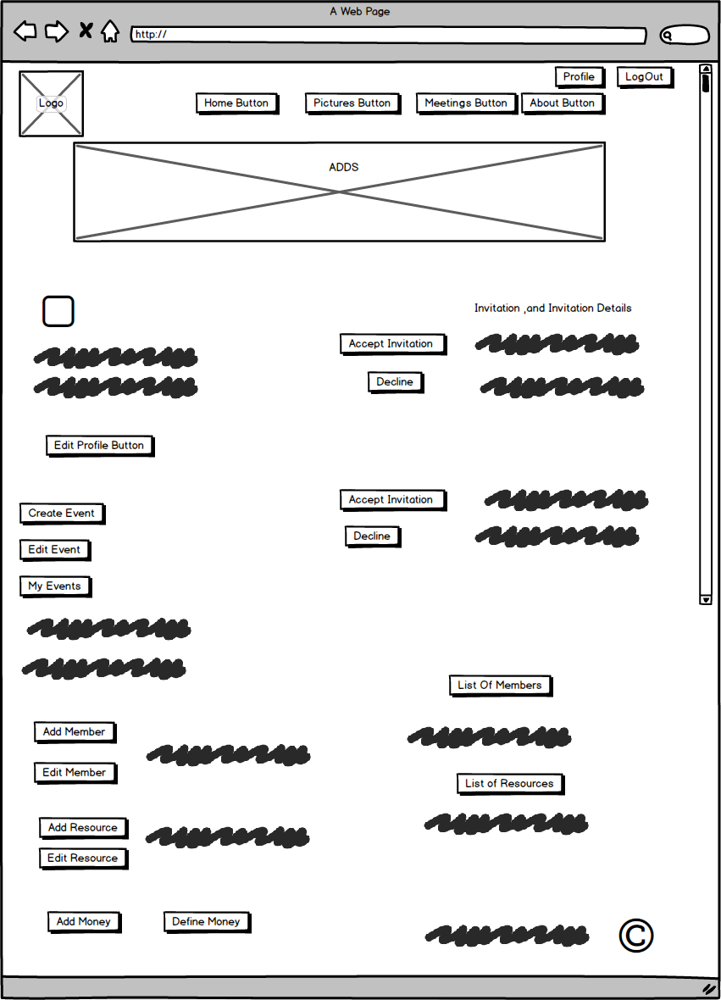 A Web Page
http://
Profile
LogOut
Logo
Home Button
Pictures Button
Meetings Button
About Button
ADDS
Invitation ,and Invitation Details
Accept Invitation
Decline
Edit Profile Button
Accept Invitation
Create Event
Decline
Edit Event
My Events
List Of Members
Add Member
Edit Member
List of Resources
Add Resource
Edit Resource
Add Money
Define Money
©